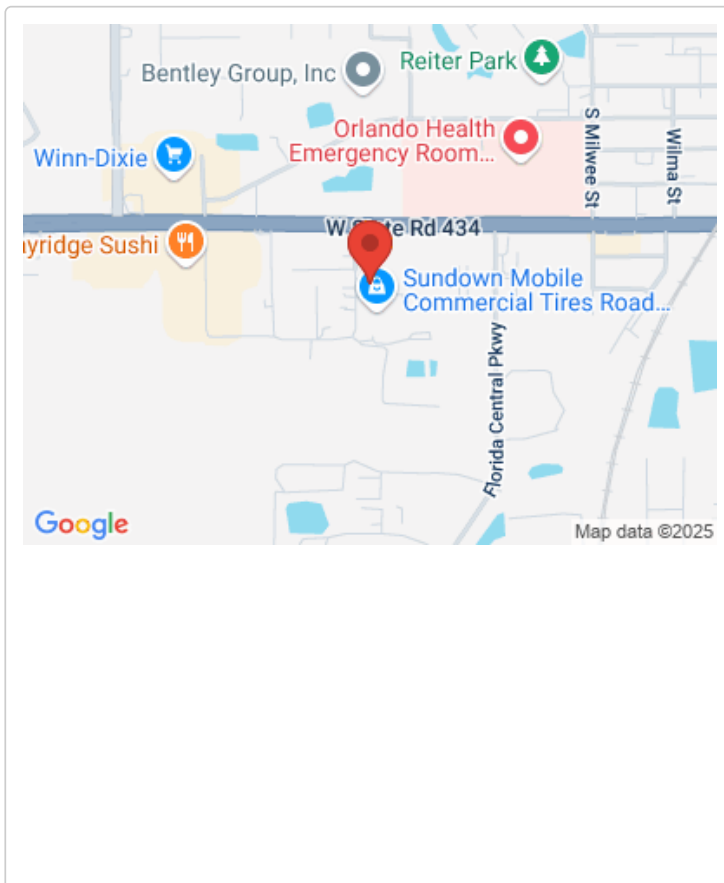 Bentley Group, Inc
Reiter Park
Orlando Health
Emergency Room...
Winn-Dixie
S Milwee St
Wilma St
W State Rd 434
yridge Sushi
Sundown Mobile
Commercial Tires Road...
Florida Central Pkwy
Google
Map data ©2025